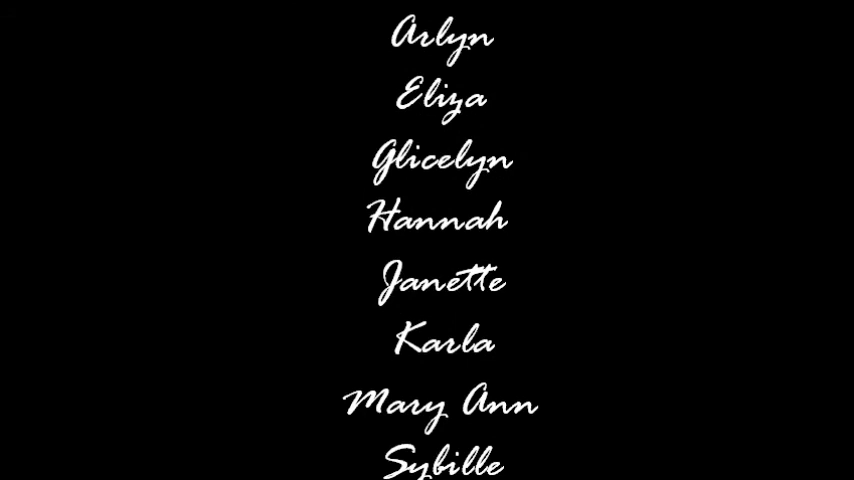 Arlyn
Eliza
Glicelyn
Hannah
Janette
Karla
Mary Ann
Sybille